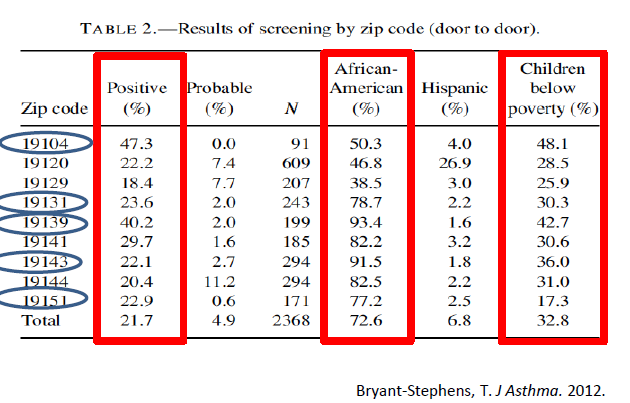 TABLE 2.—Results of screening by zip code (door to door).
African- Children
Positive Probable American Hispanic below
Zip code (%) (%) N (%) (%) poverty (%)
19104 47.3 0.0 91 50.3 4.0 48.1
19120 22.2 7.4 609 46.8 26.9 28.5
19129 18.4 7.7 207 38.5 3.0 25.9
19131 23.6 2.0 243 78.7 2.2 30.3
19139 40.2 2.0 199 93.4 1.6 42.7
19141 29.7 1.6 185 82.2 3.2 30.6
19143 22.1 2.7 294 91.5 1.8 36.0
19144 20.4 11.2 294 82.5 2.2 31.0
19151 22.9 0.6 171 77.2 2.5 17.3
Total 21.7 4.9 2368 72.6 6.8 32.8
Bryant-Stephens, T. J Asthma. 2012.